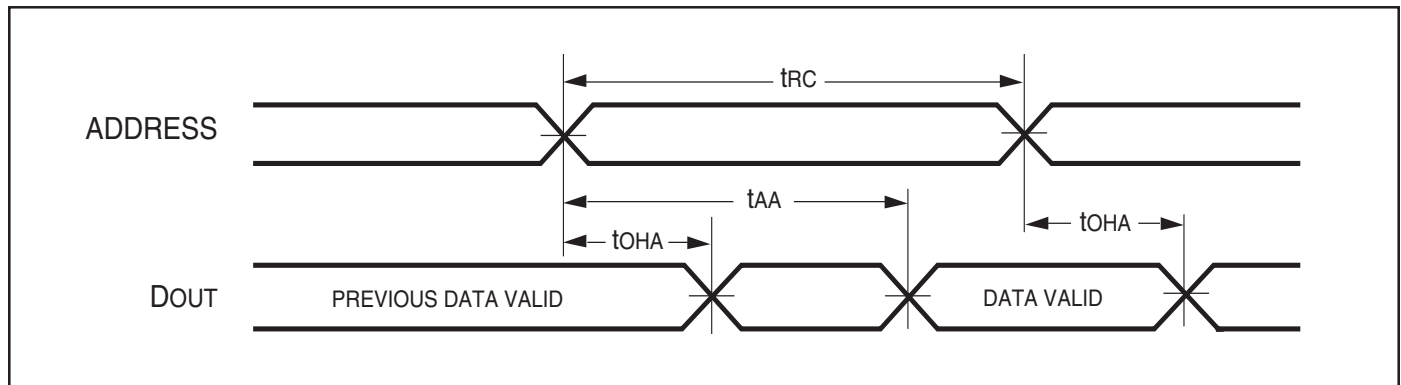 tRC
ADDRESS
tAA
tOHA
tOHA
DOUT
PREVIOUS DATA VALID
DATA VALID